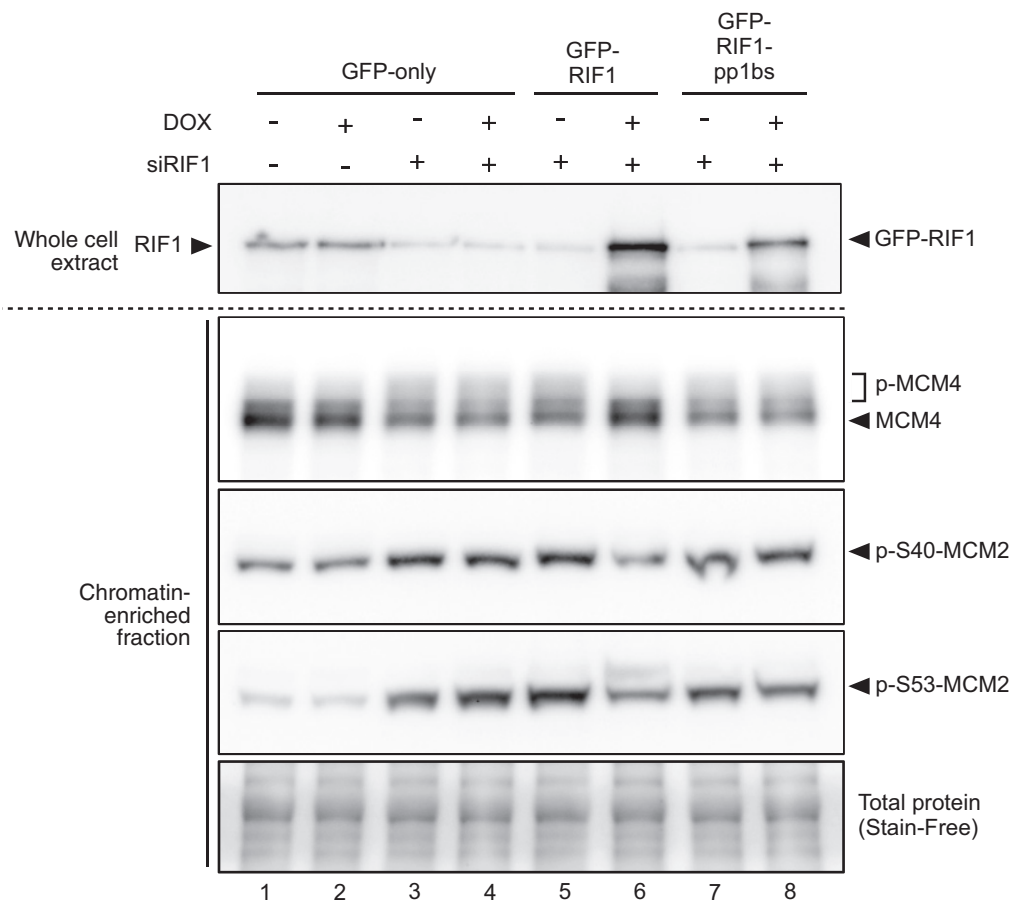 GFP-only
GFP-
RIF1
GFP-
RIF1-
pp1bs
DOX - + - + - + - +
siRIF1 - - + + + + + +
Whole cell
extract
RIF1
GFP-RIF1
p-MCM4
MCM4
p-S40-MCM2
Chromatin-
enriched
fraction
p-S53-MCM2
Total protein
(Stain-Free)
1 2 3 4 5 6 7 8